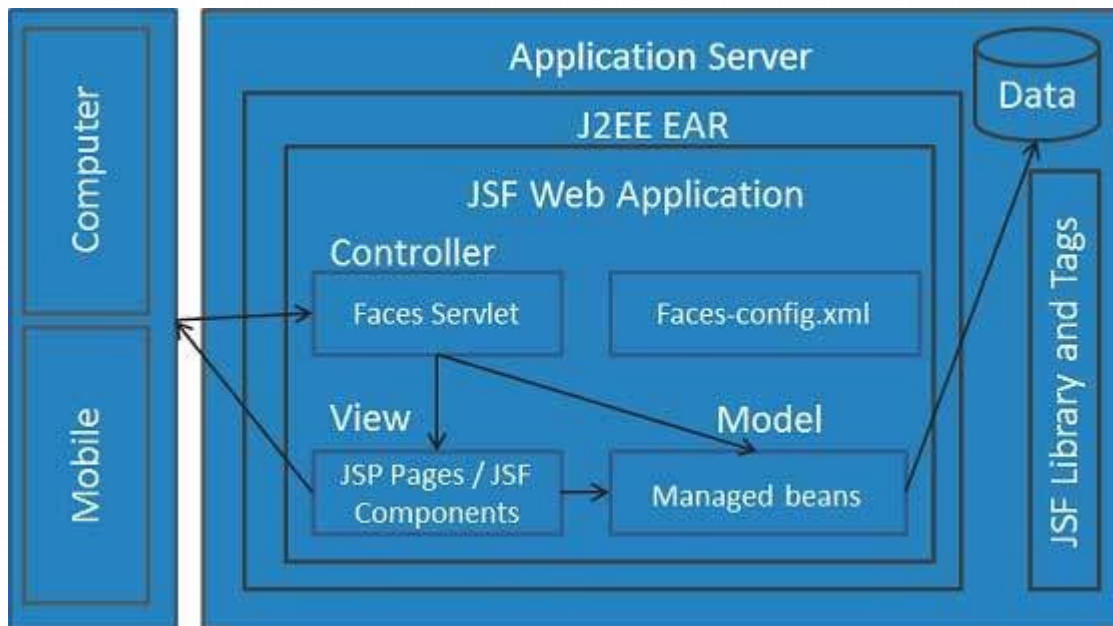 Computer
Mobile
Application Server
J2EE EAR
JSF Web Application
Controller
Faces Servlet
Faces-config.xml
View
JSP Pages / JSF
Components
Model
Managed beans
Data
JSF Library and Tags